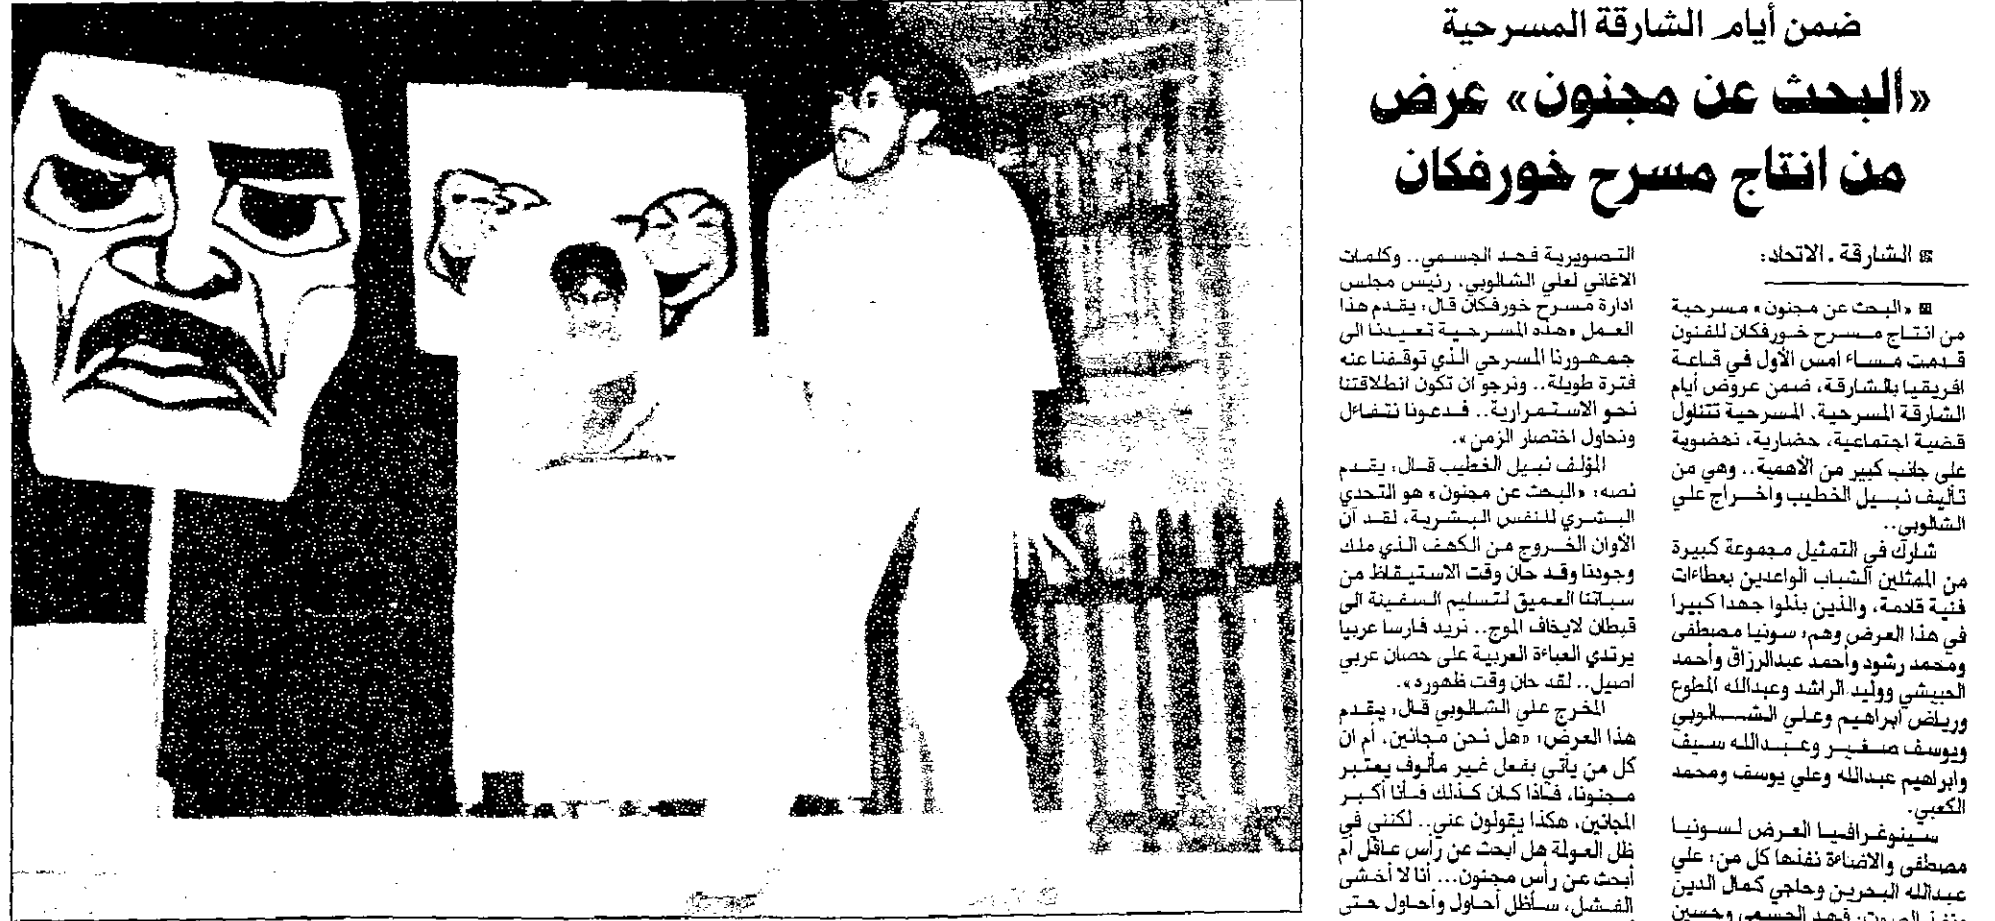 ضمن أيام الشارقة المسرحية
«البحث عن مجنون» عرض
من انتاج مسرح خورفكان
الشارقة ـ الاتحاد:
«البحث عن مجنون» مسرحية
من انتاج مسرح خورفكان للفنون
قدمت مساء امس الأول في قاعة
افريقيا بالشارقة، ضمن عروض أيام
الشارقة المسرحية. المسرحية تتناول
قضية اجتماعية، حضارية، نهضوية
على جانب كبير من الأهمية.. وهي من
تأليف نبيل الخطيب واخراج علي
الشالوبي..
شارك في التمثيل مجموعة كبيرة
من الممثلين الشباب الواعدين بعطاءات
فنية قادمة، والذين بذلوا جهدا كبيرا
في هذا العرض وهم: سونيا مصطفى
ومحمد رشود وأحمد عبدالرزاق وأحمد
الحبيشي ووليد الراشد وعبدالله المطوع
ورياض ابراهيم وعلي الشالوبي
ويوسف صغير وعبدالله سيف
وابراهيم عبدالله وعلي يوسف ومحمد
الكعبي.
سينوغرافيا العرض لسونيا
مصطفى والاضاءة نفذها كل من: علي
عبدالله البحرين وحاجي كمال الدين
الصوت: فهد الجسمي وحسين
التصويرية فهد الجسمي.. وكلمات
الاغاني لعلي الشالوبي، رئيس مجلس
ادارة مسرح خورفكان قال: يقدم هذا
العمل «هذه المسرحية تعيدنا الى
جمهورنا المسرحي الذي توقفنا عنه
فترة طويلة.. ونرجو ان تكون انطلاقتنا
نحو الاستمرارية.. فدعونا نتفاءل
ونحاول اختصار الزمن».
المؤلف نبيل الخطيب قال: يقدم
نصه: «البحث عن مجنون» هو التحدي
البشري للنفس البشرية، لقد آن
الأوان الخروج من الكهف الذي ملك
وجودنا وقد حان وقت الاستيقاظ من
سباتنا العميق لتسليم السفينة الى
قبطان لايخاف الموج.. نريد فارسا عربيا
يرتدي العباءة العربية على حصان عربي
اصيل.. لقد حان وقت ظهوره».
المخرج علي الشالوبي قال: يقدم
هذا العرض: «هل نحن مجانين، أم ان
كل من يأتي بفعل غير مألوف يعتبر
مجنونا، فاذا كان كذلك فأنا أكبر
المجانين، هكذا يقولون عني.. لكنني في
ظل العولة هل أبحث عن رأس عاقل أم
أبحث عن رأس مجنون... أنا لا أخشى
الفشل، سأظل أحاول وأحاول حتى